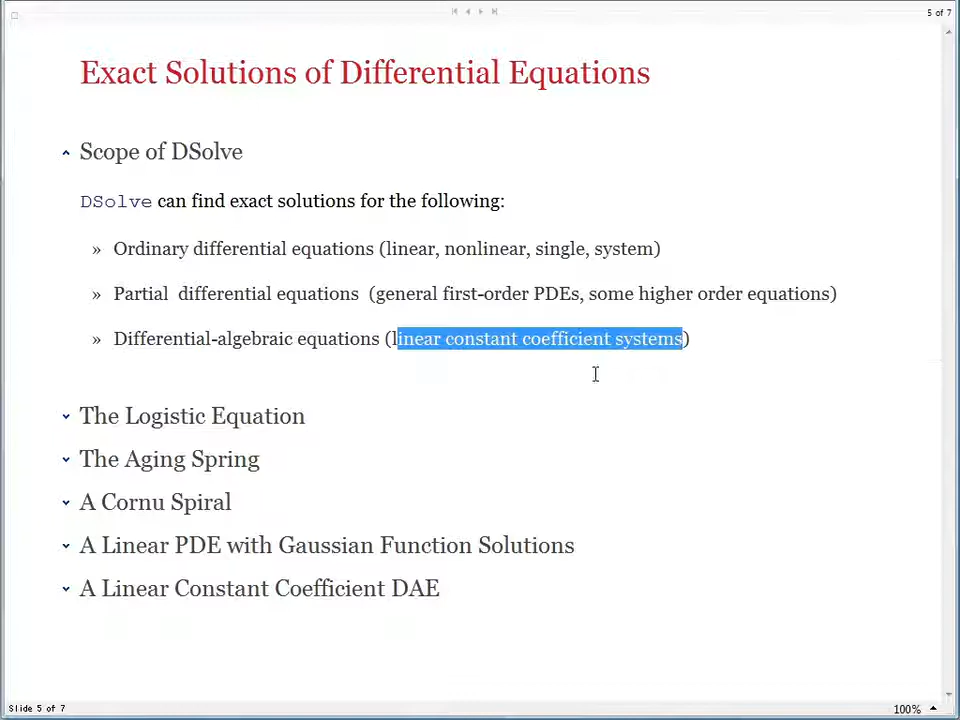 5 of 7
Exact Solutions of Differential Equations
Scope of DSolve
DSolve can find exact solutions for the following:
» Ordinary differential equations (linear, nonlinear, single, system)
» Partial differential equations (general first-order PDEs, some higher order equations)
» Differential-algebraic equations (linear constant coefficient systems)
The Logistic Equation
The Aging Spring
A Cornu Spiral
A Linear PDE with Gaussian Function Solutions
A Linear Constant Coefficient DAE
Slide 5 of 7
100%